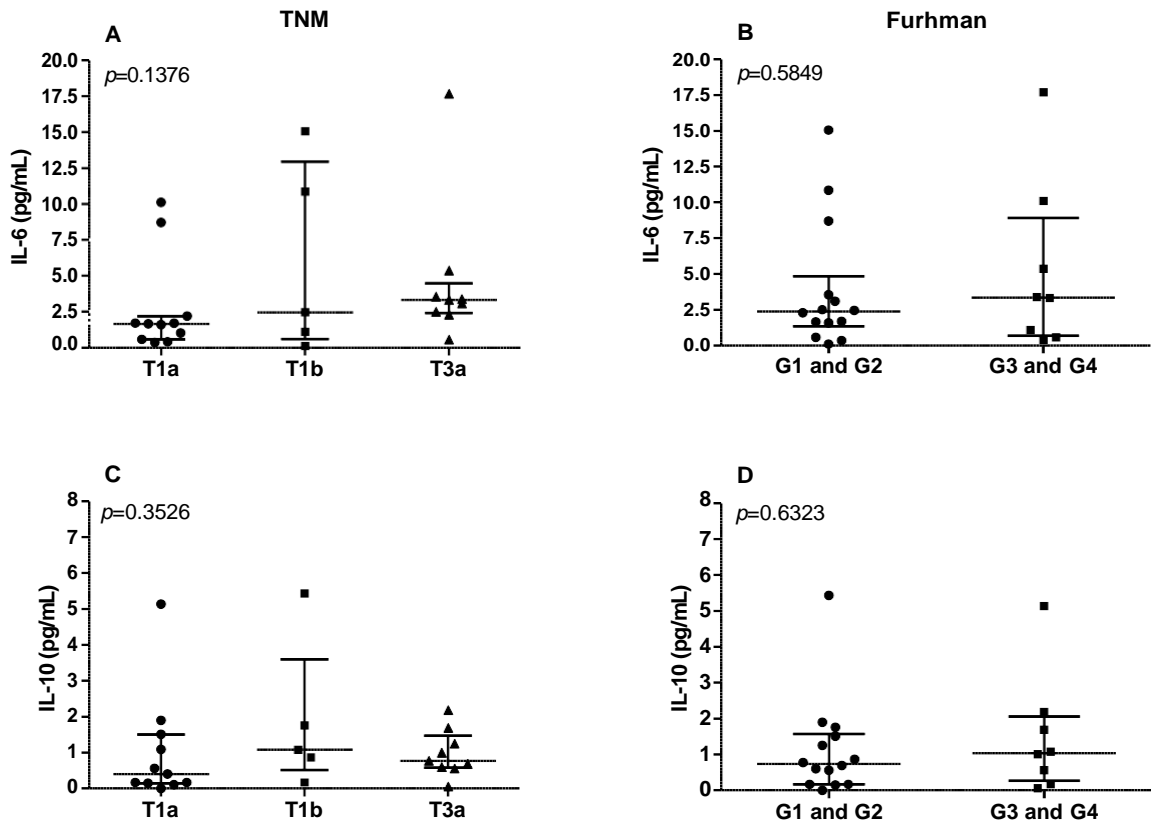 TNM
Furhman
A
p=0.1376
IL-6 (pg/mL)
20.0
17.5
15.0
12.5
10.0
7.5
5.0
2.5
0.0
T1a T1b T3a
B
p=0.5849
IL-6 (pg/mL)
20.0
17.5
15.0
12.5
10.0
7.5
5.0
2.5
0.0
G1 and G2 G3 and G4
C
p=0.3526
IL-10 (pg/mL)
8
7
6
5
4
3
2
1
0
T1a T1b T3a
D
p=0.6323
IL-10 (pg/mL)
8
7
6
5
4
3
2
1
0
G1 and G2 G3 and G4